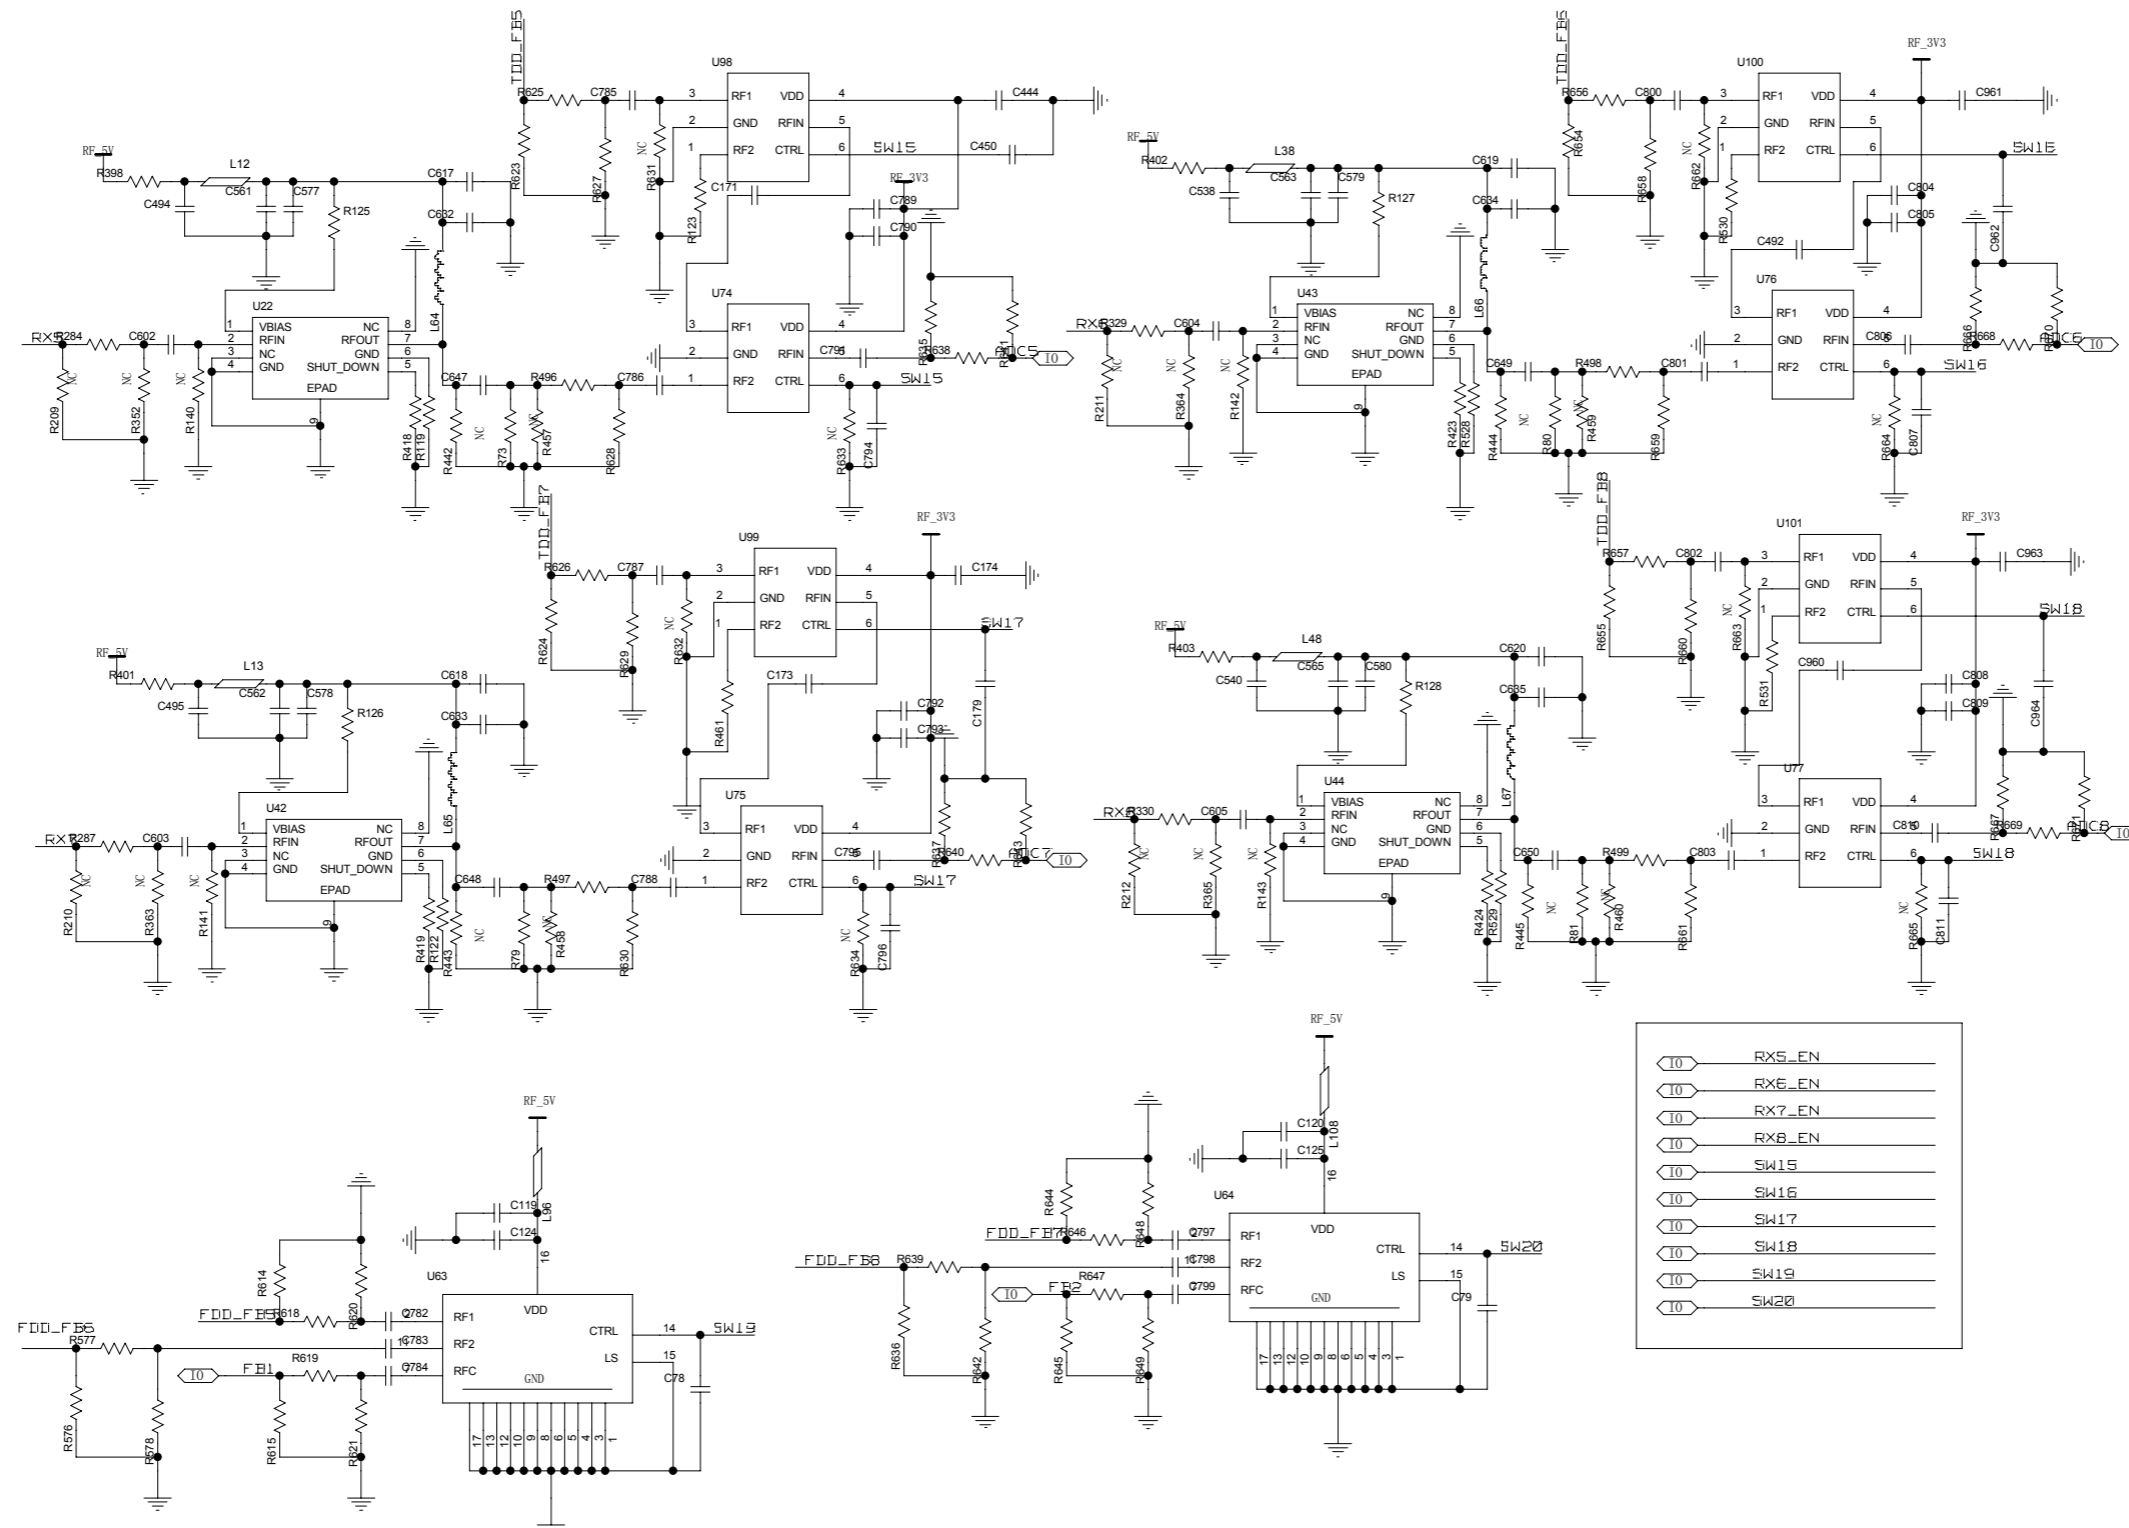 TDD_FB5
R625
C785
R623
R627
NC
R631
U98
RF1
GND
RF2
VDD
RFIN
CTRL
3
2
1
4
5
6
C444
SW15
C450
R123
C171
RF_3V3
C789
C790
RF_5V
R398
L12
C494
C561
C577
R125
C617
C632
L64
U22
VBIAS
RFIN
NC
GND
NC
RFOUT
GND
SHUT_DOWN
EPAD
1
2
3
4
8
7
6
5
9
R284
C602
NC
R209
R352
R140
R418
R119
C647
R442
NC
R73
R496
R457
C786
R628
U74
RF1
GND
RF2
VDD
RFIN
CTRL
3
2
1
4
6
R635
R638
ADC5
IO
SW15
NC
R633
C794
TDD_FB6
R656
C800
R654
R658
NC
R662
U100
RF1
GND
RF2
VDD
RFIN
CTRL
3
2
1
4
5
6
RF_3V3
C961
SW16
R530
C492
C804
C805
C962
RF_5V
R402
L38
C538
C563
C579
R127
C619
C634
L66
U43
VBIAS
RFIN
NC
GND
NC
RFOUT
GND
SHUT_DOWN
EPAD
1
2
3
4
8
7
6
5
9
R329
C604
NC
R211
NC
R364
NC
R142
R423
R528
C649
R444
NC
R80
R498
R459
C801
R659
U76
RF1
GND
RF2
VDD
RFIN
CTRL
3
2
1
4
6
C806
R666
R668
ADC6
IO
SW16
NC
R664
C807
TDD_FB7
R626
C787
R624
R629
NC
R632
U99
RF1
GND
RF2
VDD
RFIN
CTRL
3
2
1
4
5
6
RF_3V3
C174
SW17
R461
C173
C792
C793
C179
RF_5V
R401
L13
C495
C562
C578
R126
C618
C633
L65
U42
VBIAS
RFIN
NC
GND
NC
RFOUT
GND
SHUT_DOWN
EPAD
1
2
3
4
8
7
6
5
9
R287
C603
NC
R210
R363
R141
R419
R122
R443
C648
NC
R79
R497
R458
C788
R630
U75
RF1
GND
RF2
VDD
RFIN
CTRL
3
2
1
4
6
C795
R637
R640
ADC7
IO
SW17
NC
R634
C796
TDD_FB8
R657
C802
R655
R660
NC
R663
U101
RF1
GND
RF2
VDD
RFIN
CTRL
3
2
1
4
5
6
RF_3V3
C963
SW18
R531
C960
C808
C809
C964
RF_5V
R403
L48
C540
C565
C580
R128
C620
C635
L67
U44
VBIAS
RFIN
NC
GND
NC
RFOUT
GND
SHUT_DOWN
EPAD
1
2
3
4
8
7
6
5
9
R330
C605
NC
R212
NC
R365
R143
R424
R529
C650
R445
NC
R81
R499
R460
C803
R661
U77
RF1
GND
RF2
VDD
RFIN
CTRL
3
2
1
4
6
C810
R667
R669
ADC8
IO
SW18
NC
R665
C811
RF_5V
L96
C119
C124
16
U63
VDD
RF1
RF2
RFC
CTRL
LS
GND
14
15
SW19
C78
R614
R620
FDD_FB5
R618
C782
FDD_FB6
R577
C783
IO
FB1
R619
C784
R576
R578
R615
R621
17
13
12
10
9
8
6
5
4
3
1
RF_5V
L108
C120
C125
16
U64
VDD
RF1
RF2
RFC
CTRL
LS
GND
14
15
SW20
C79
R644
R648
FDD_FB7
R646
C797
FDD_FB8
R639
C798
IO
FB2
R647
C799
R636
R642
R645
R649
17
13
12
10
9
8
6
5
4
3
1
IO RX5_EN
IO RX6_EN
IO RX7_EN
IO RX8_EN
IO SW15
IO SW16
IO SW17
IO SW18
IO SW19
IO SW20